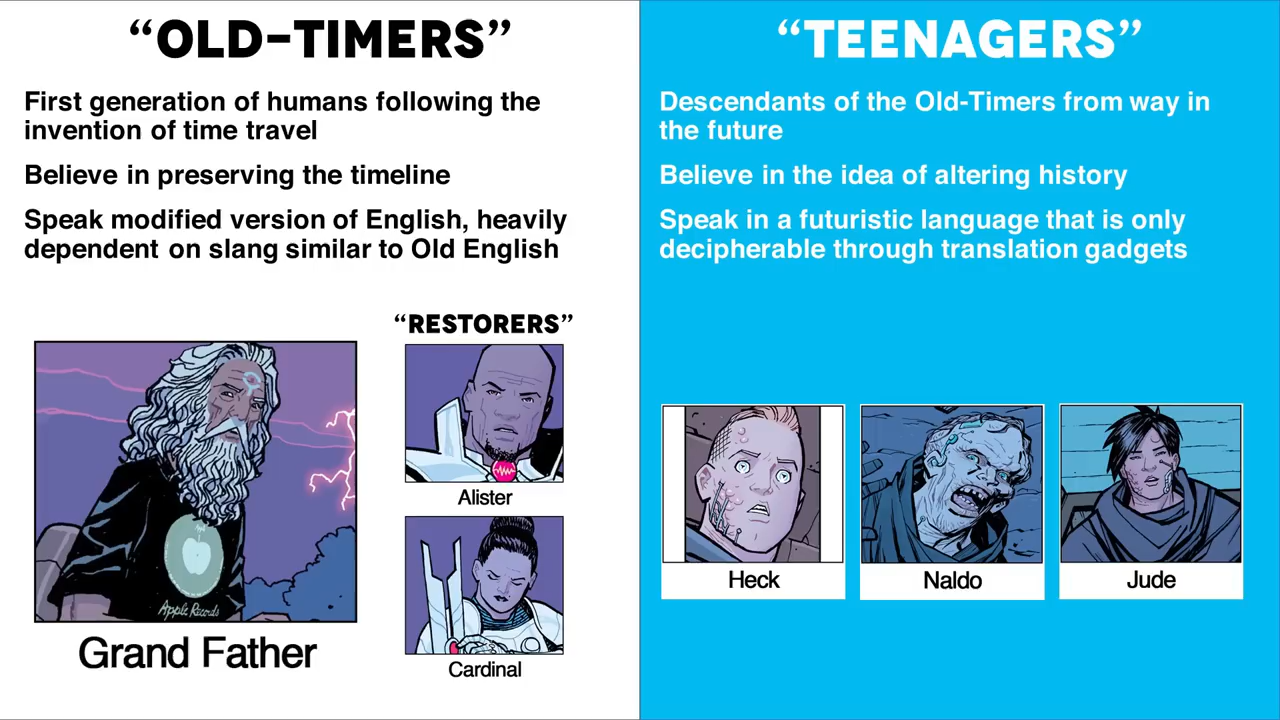 “OLD-TIMERS”
First generation of humans following the
invention of time travel
Believe in preserving the timeline
Speak modified version of English, heavily
dependent on slang similar to Old English
“RESTORERS”
Alister
Cardinal
Apple Records
Grand Father
“TEENAGERS”
Descendants of the Old-Timers from way in
the future
Believe in the idea of altering history
Speak in a futuristic language that is only
decipherable through translation gadgets
Heck
Naldo
Jude